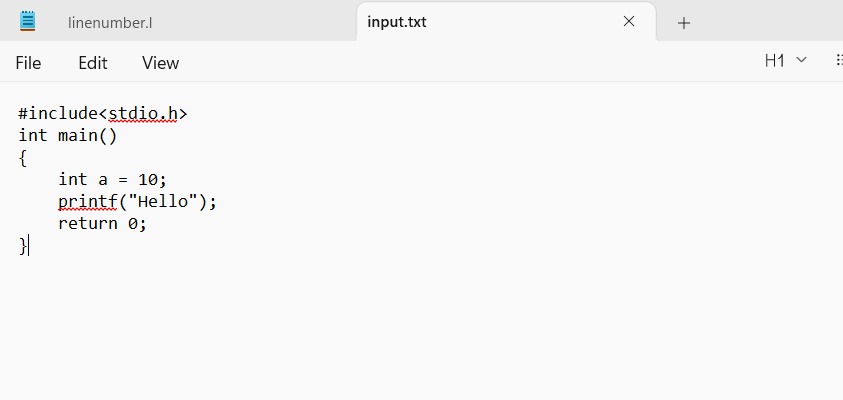 linenumber.l input.txt
File Edit View H1
#include<stdio.h>
int main()
{
    int a = 10;
    printf("Hello");
    return 0;
}